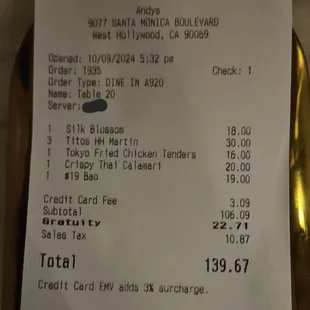 Andys
9077 SANTA MONICA BOULEVARD
West Hollywood, CA 90069
Opened: 10/09/2024 5:32 pm
Order: 1935 Check: 1
Order Type: DINE IN A920
Name: Table 20
Server:
1 Silk Blossom 18.00
3 Titos HH Martin 30.00
1 Tokyo Fried Chicken Tenders 16.00
1 Crispy Thai Calamari 20.00
1 #19 Bao 19.00
Credit Card Fee 3.09
Subtotal 106.09
Gratuity 22.71
Sales Tax 10.87
Total 139.67
Credit Card EMV adds 3% surcharge.